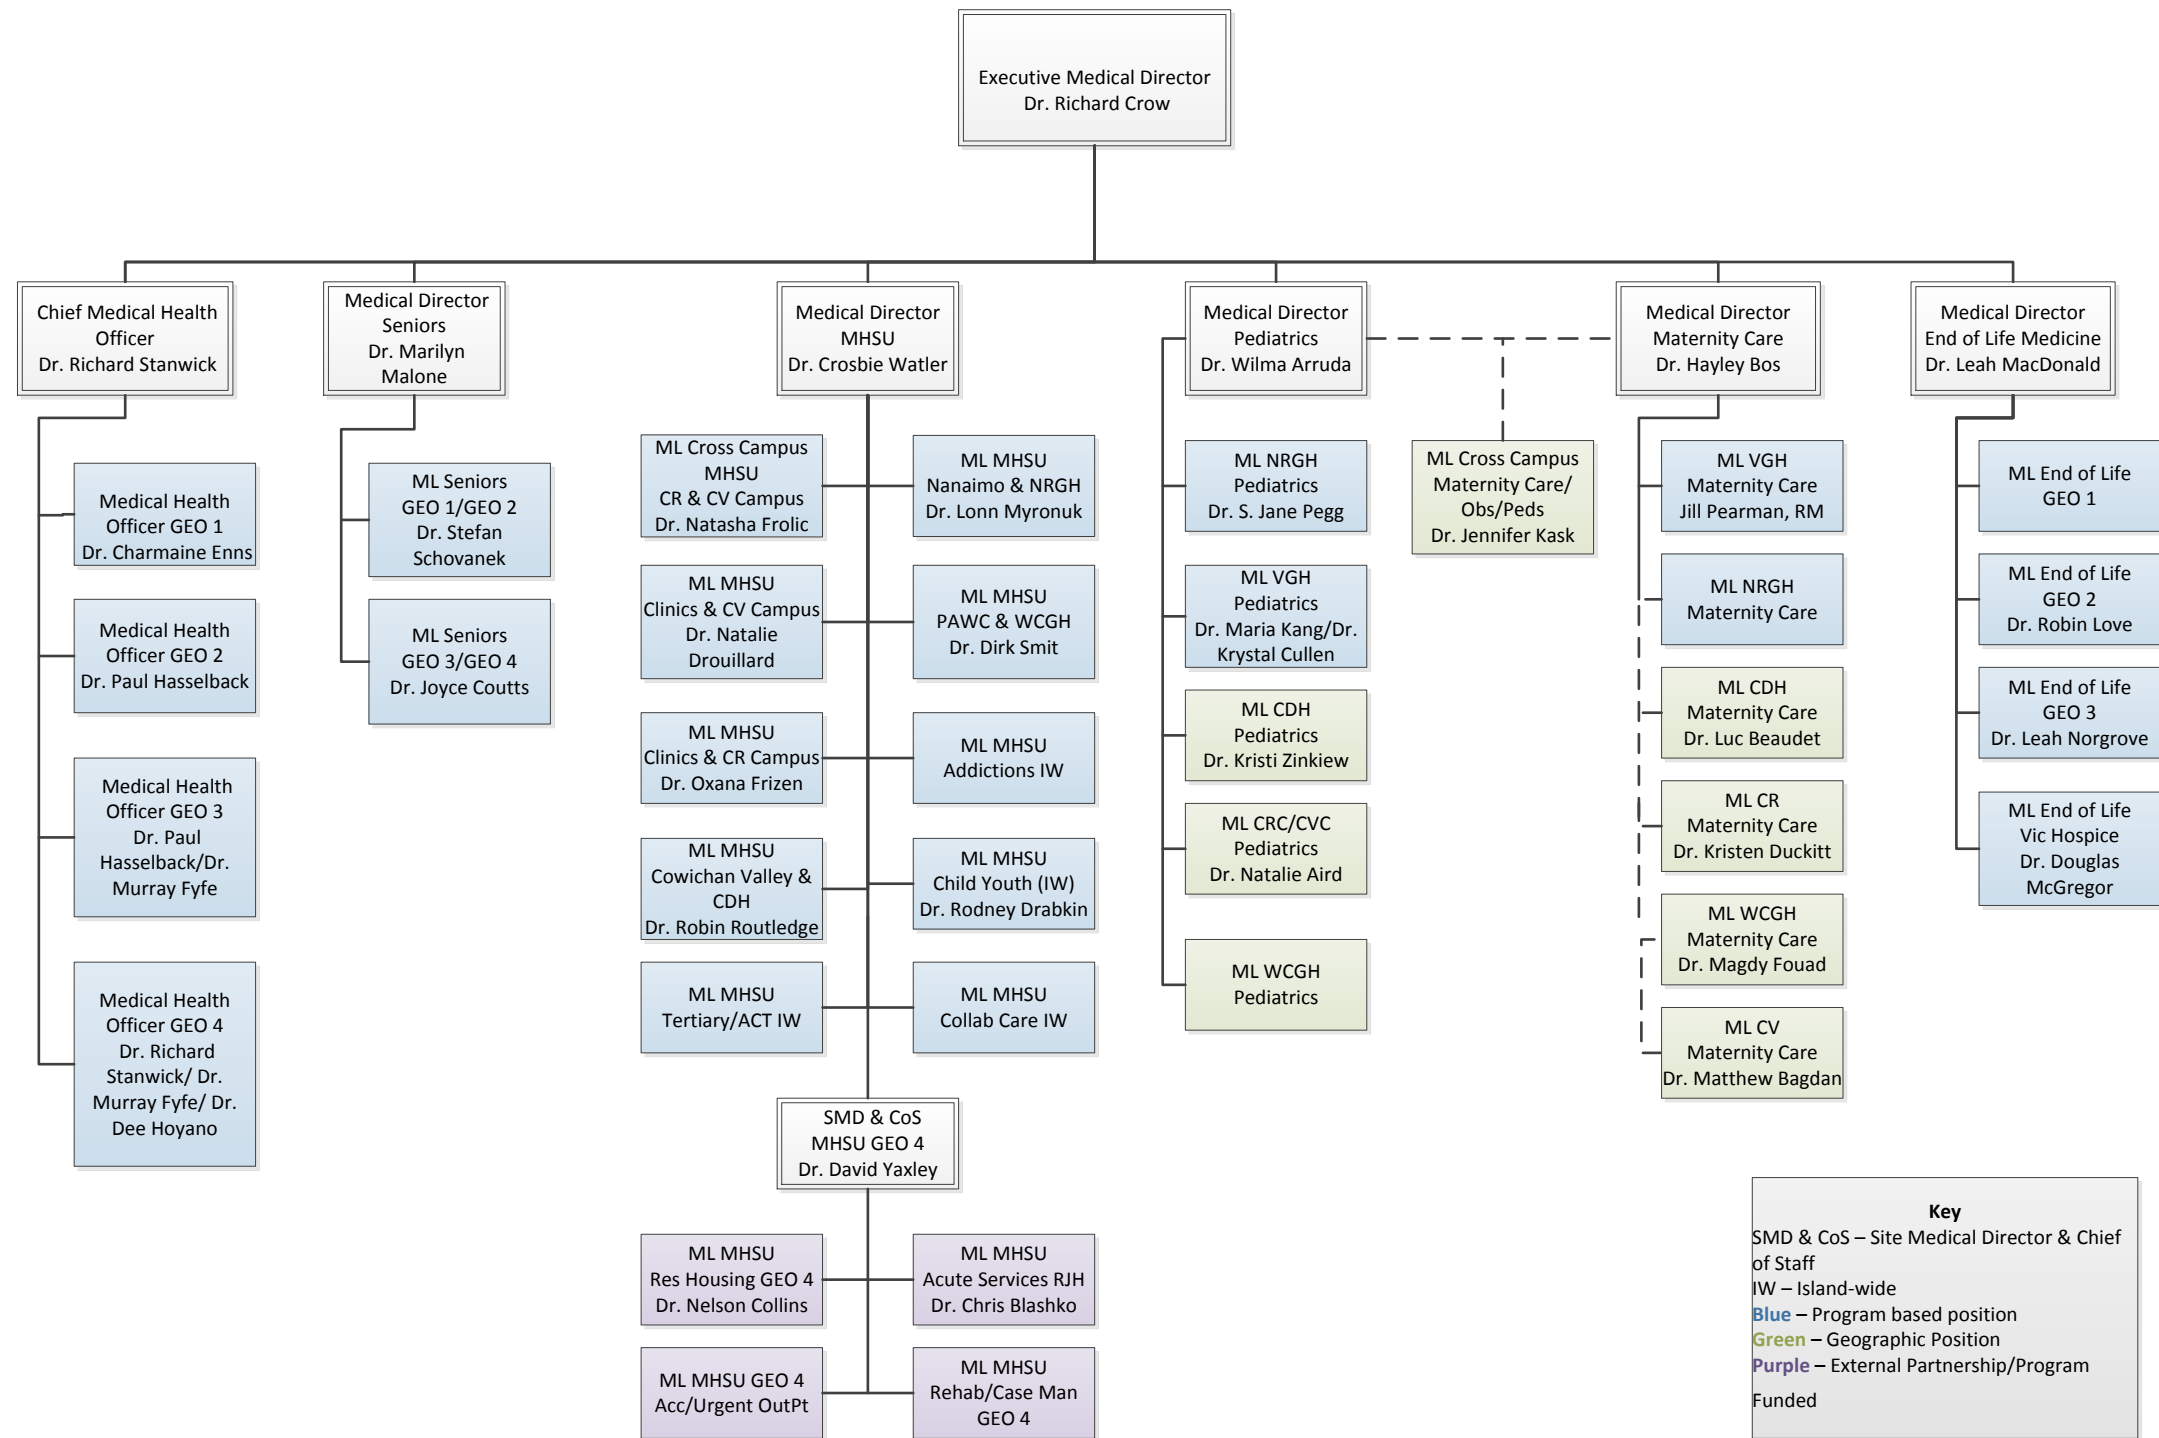 Executive Medical Director
Dr. Richard Crow
Chief Medical Health
Officer
Dr. Richard Stanwick
Medical Director
Seniors
Dr. Marilyn
Malone
Medical Director
MHSU
Dr. Crosbie Watler
Medical Director
Pediatrics
Dr. Wilma Arruda
Medical Director
Maternity Care
Dr. Hayley Bos
Medical Director
End of Life Medicine
Dr. Leah MacDonald
Medical Health
Officer GEO 1
Dr. Charmaine Enns
Medical Health
Officer GEO 2
Dr. Paul Hasselback
Medical Health
Officer GEO 3
Dr. Paul
Hasselback/Dr.
Murray Fyfe
Medical Health
Officer GEO 4
Dr. Richard
Stanwick/ Dr.
Murray Fyfe/ Dr.
Dee Hoyano
ML Seniors
GEO 1/GEO 2
Dr. Stefan
Schovanek
ML Seniors
GEO 3/GEO 4
Dr. Joyce Coutts
ML Cross Campus
MHSU
CR & CV Campus
Dr. Natasha Frolic
ML MHSU
Nanaimo & NRGH
Dr. Lonn Myronuk
ML MHSU
Clinics & CV Campus
Dr. Natalie
Drouillard
ML MHSU
PAWC & WCGH
Dr. Dirk Smit
ML MHSU
Clinics & CR Campus
Dr. Oxana Frizen
ML MHSU
Addictions IW
ML MHSU
Cowichan Valley &
CDH
Dr. Robin Routledge
ML MHSU
Child Youth (IW)
Dr. Rodney Drabkin
ML MHSU
Tertiary/ACT IW
ML MHSU
Collab Care IW
SMD & CoS
MHSU GEO 4
Dr. David Yaxley
ML MHSU
Res Housing GEO 4
Dr. Nelson Collins
ML MHSU
Acute Services RJH
Dr. Chris Blashko
ML MHSU GEO 4
Acc/Urgent OutPt
ML MHSU
Rehab/Case Man
GEO 4
ML NRGH
Pediatrics
Dr. S. Jane Pegg
ML VGH
Pediatrics
Dr. Maria Kang/Dr.
Krystal Cullen
ML CDH
Pediatrics
Dr. Kristi Zinkiew
ML CRC/CVC
Pediatrics
Dr. Natalie Aird
ML WCGH
Pediatrics
ML Cross Campus
Maternity Care/
Obs/Peds
Dr. Jennifer Kask
ML VGH
Maternity Care
Jill Pearman, RM
ML NRGH
Maternity Care
ML CDH
Maternity Care
Dr. Luc Beaudet
ML CR
Maternity Care
Dr. Kristen Duckitt
ML WCGH
Maternity Care
Dr. Magdy Fouad
ML CV
Maternity Care
Dr. Matthew Bagdan
ML End of Life
GEO 1
ML End of Life
GEO 2
Dr. Robin Love
ML End of Life
GEO 3
Dr. Leah Norgrove
ML End of Life
Vic Hospice
Dr. Douglas
McGregor
Key
SMD & CoS – Site Medical Director & Chief
of Staff
IW – Island-wide
Blue – Program based position
Green – Geographic Position
Purple – External Partnership/Program
Funded